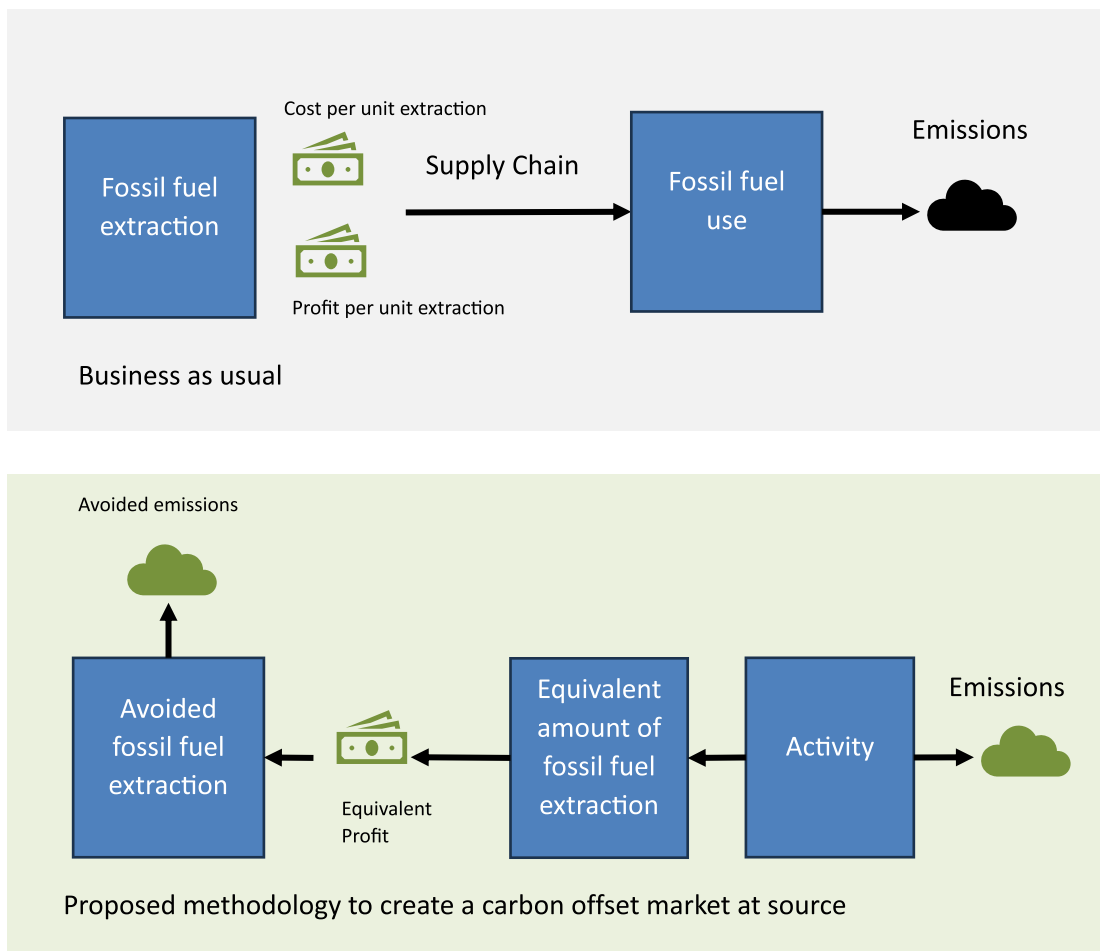 Cost per unit extraction
Fossil fuel
extraction
Supply Chain
Profit per unit extraction
Fossil fuel
use
Emissions
Business as usual
Avoided emissions
Avoided
fossil fuel
extraction
Equivalent
Profit
Equivalent
amount of
fossil fuel
extraction
Activity
Emissions
Proposed methodology to create a carbon offset market at source